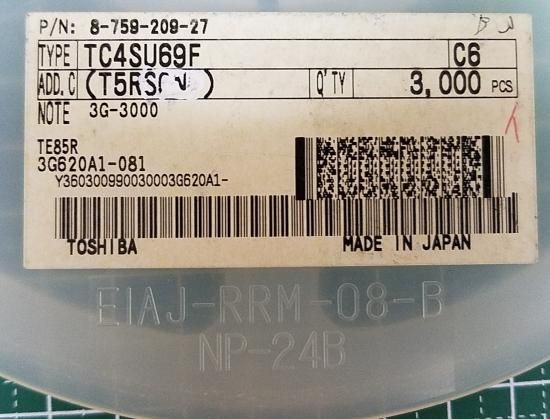 P/N: 8-759-209-27
TYPE TC4SU69F C6
ADD.C Q'TY 3,000 PCS
NOTE 3G-3000
TE85R
3G620A1-081
Y360300990030003G620A1-
TOSHIBA MADE IN JAPAN
EIAJ-RRM-08-B
NP-24B